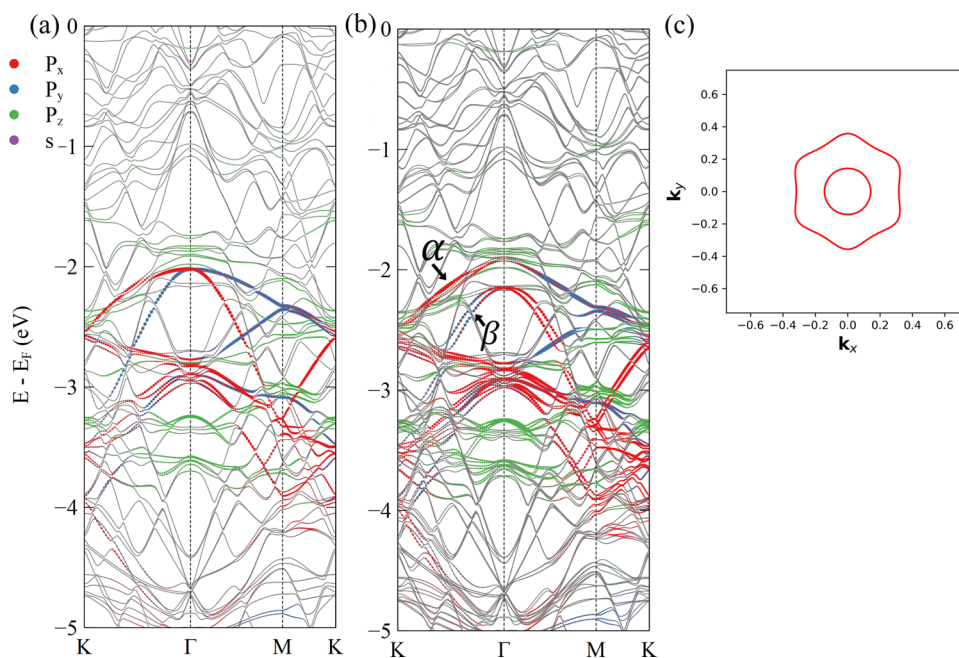 (a)
P_x
P_y
P_z
s
E - E_F (eV)
0
−1
−2
−3
−4
−5
K Γ M K
(b)
0
−1
−2
−3
−4
−5
α
β
K Γ M K
(c)
k_y
0.6
0.4
0.2
0.0
−0.2
−0.4
−0.6
−0.6 −0.4 −0.2 0.0 0.2 0.4 0.6
k_x